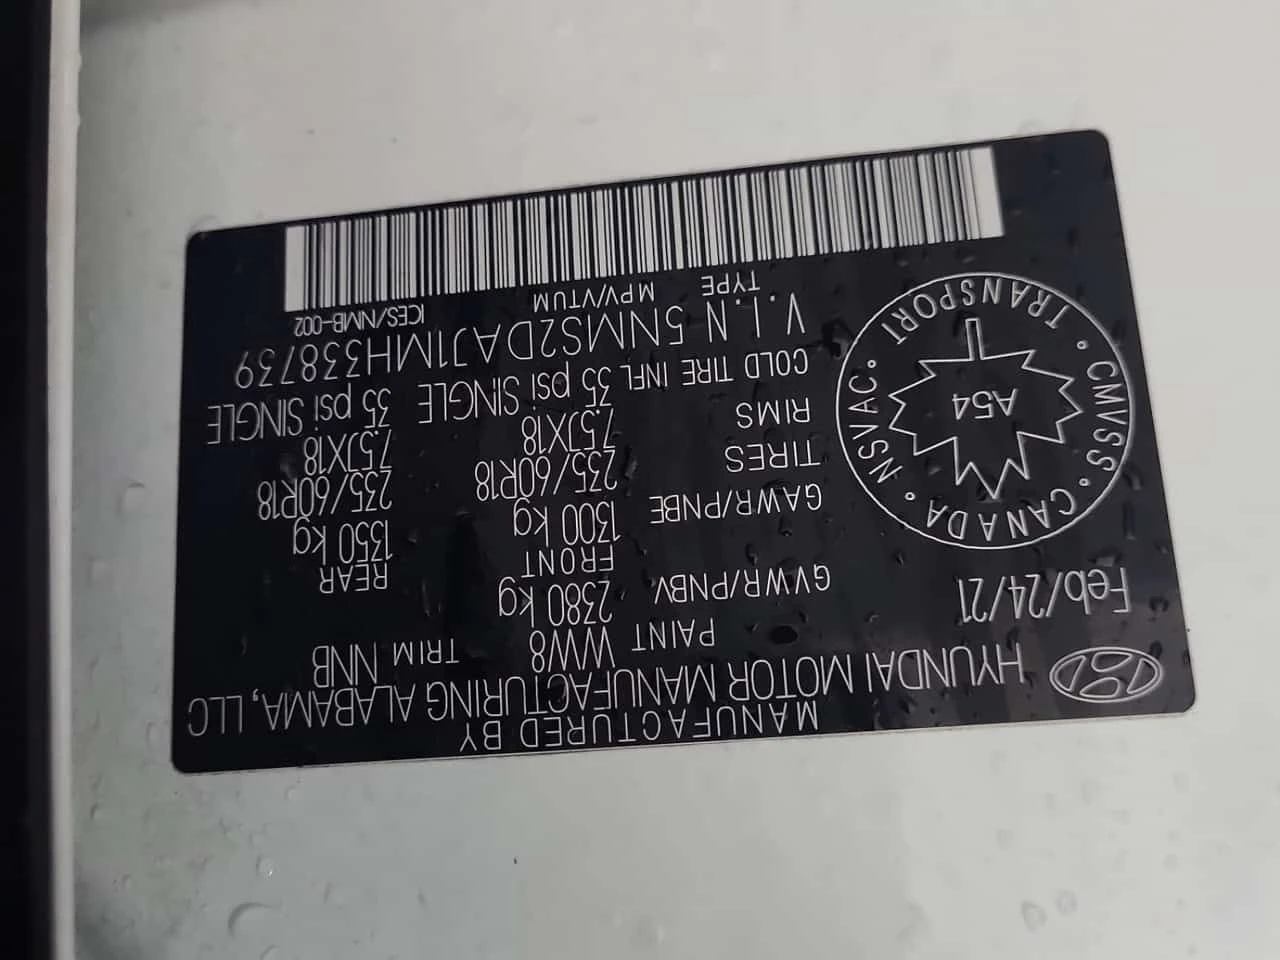 MANUFACTURED BY
HYUNDAI MOTOR MANUFACTURING ALABAMA, LLC
PAINT WW8 TRIM NNB
Feb/24/21
GVWR/PNBV 2380 kg
FRONT REAR
GAWR/PNBE 1300 kg 1350 kg
TIRES 235/60R18 235/60R18
RIMS 7.5JX18 7.5JX18
COLD TIRE INFL 35 psi SINGLE 35 psi SINGLE
V.I.N 5NMS2DAJ1MH338739
TYPE MPV/VTUM ICES/NMB-002
CANADA • CMVSS • TRANSPORT • NSVAC •
A54